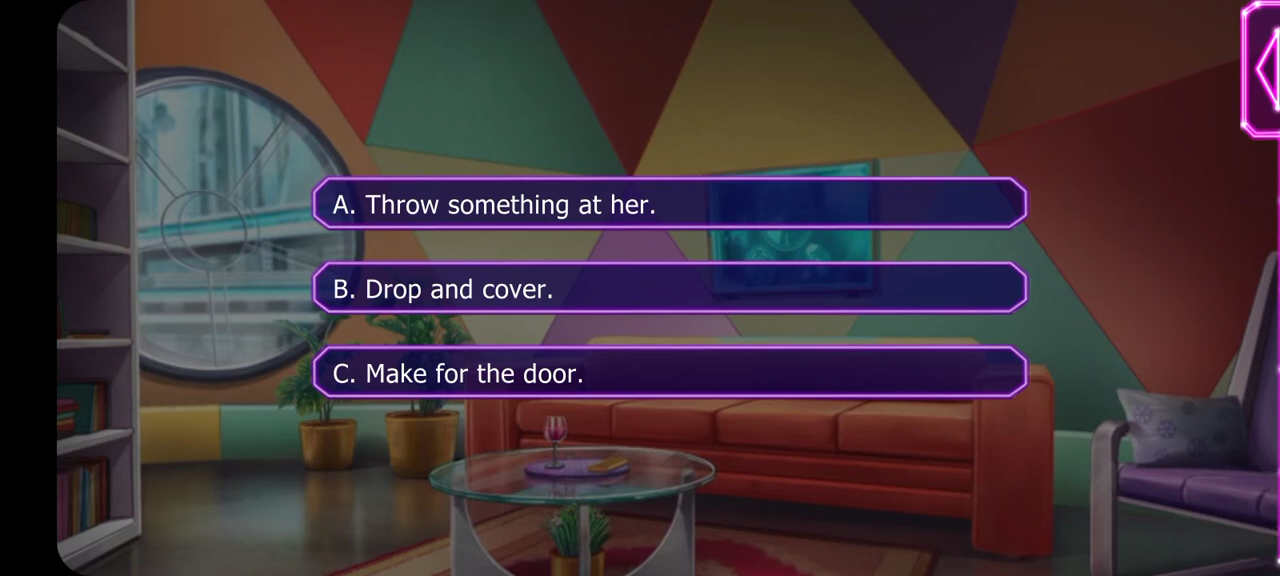 A. Throw something at her.
B. Drop and cover.
C. Make for the door.